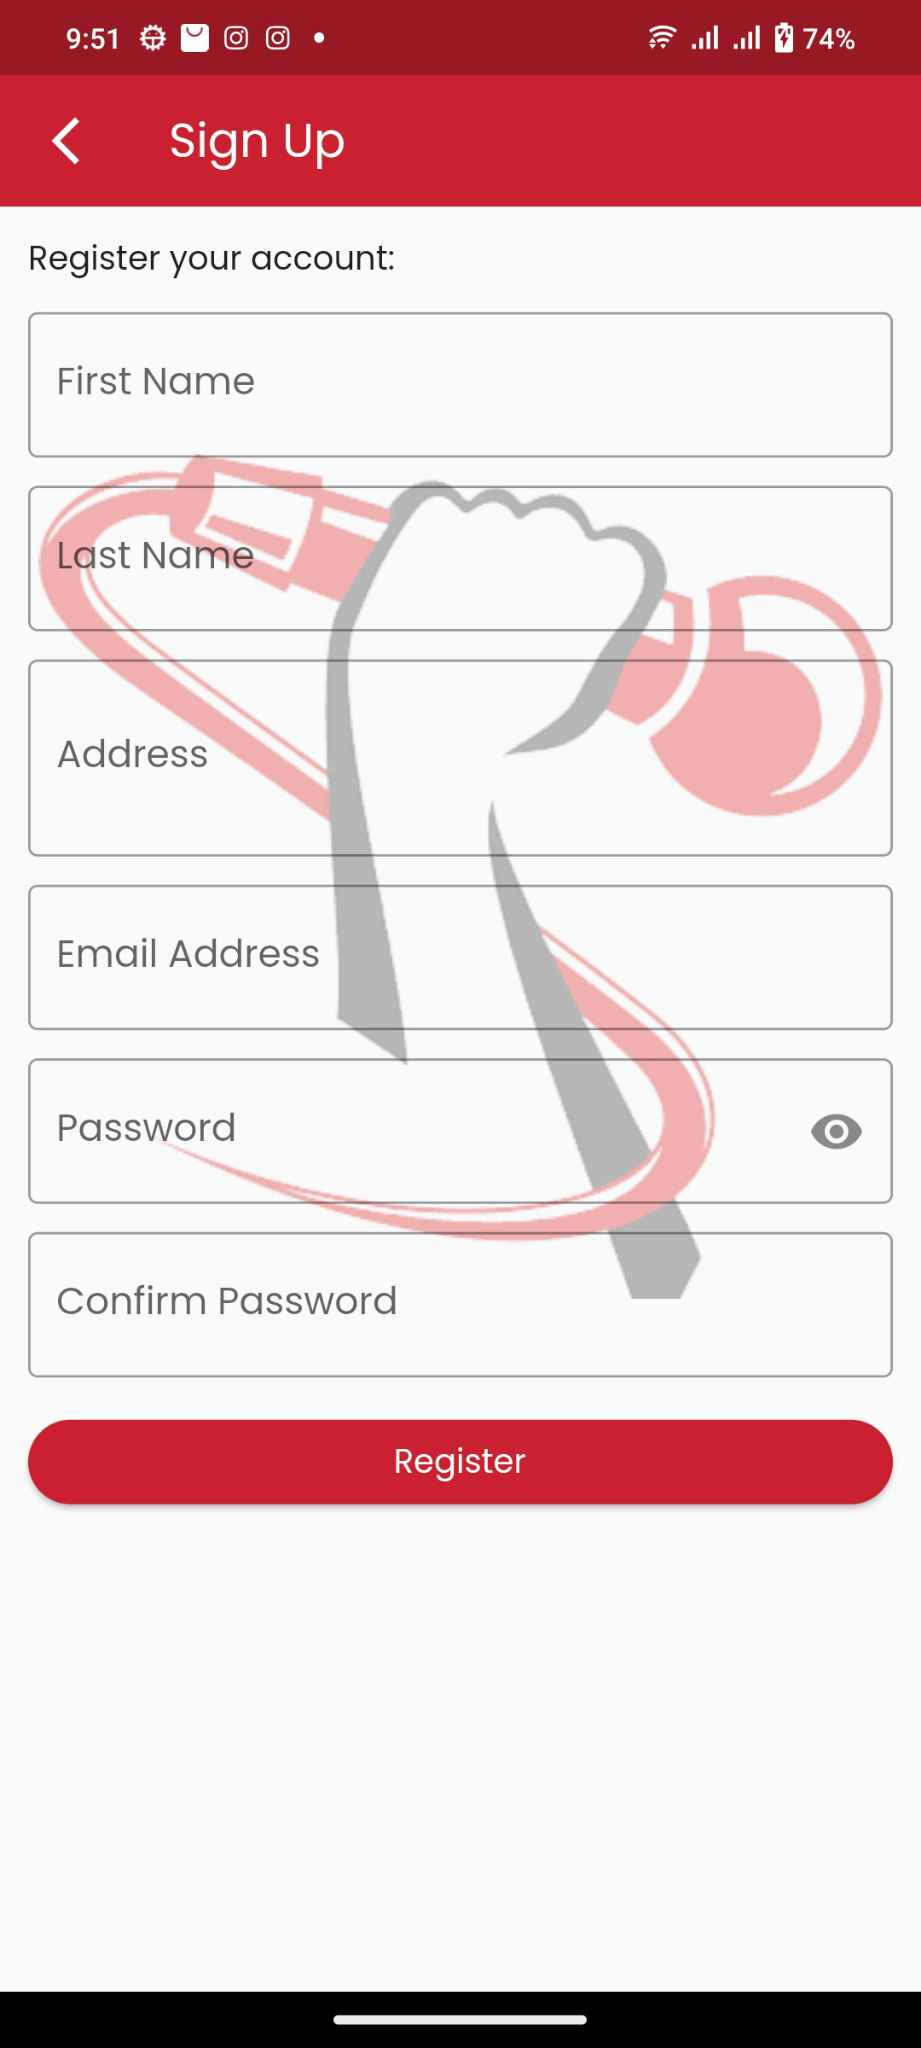 9:51
74%
Sign Up
Register your account:
First Name
Last Name
Address
Email Address
Password
Confirm Password
Register